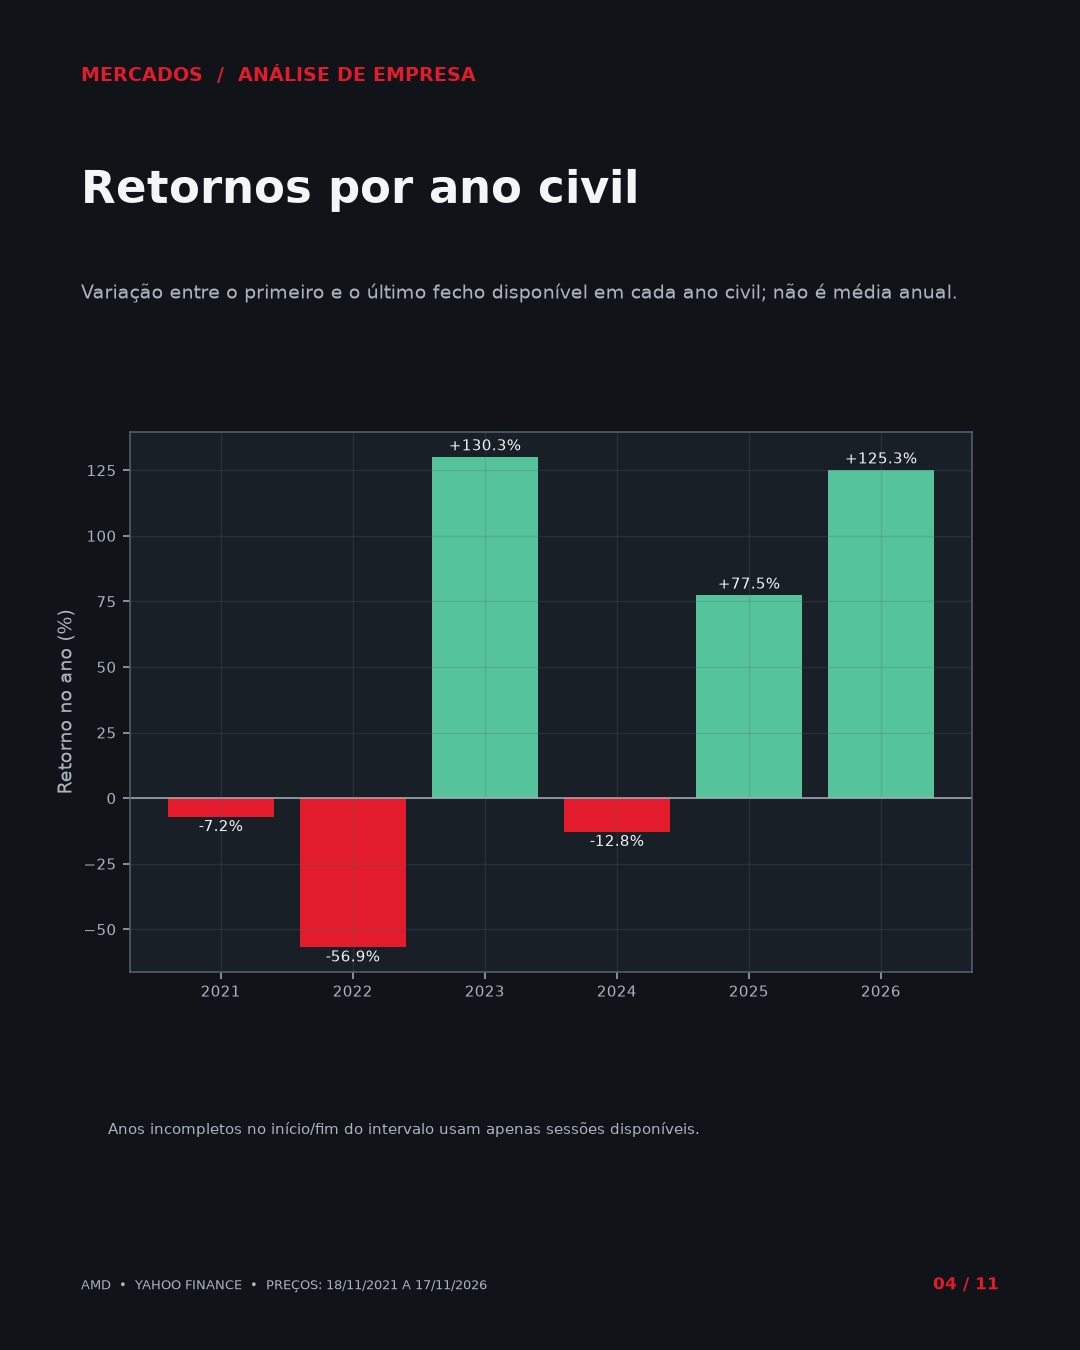 MERCADOS / ANÁLISE DE EMPRESA
Retornos por ano civil
Variação entre o primeiro e o último fecho disponível em cada ano civil; não é média anual.
Retorno no ano (%)
125
100
75
50
25
0
−25
−50
-7.2%
-56.9%
+130.3%
-12.8%
+77.5%
+125.3%
2021
2022
2023
2024
2025
2026
Anos incompletos no início/fim do intervalo usam apenas sessões disponíveis.
AMD • YAHOO FINANCE • PREÇOS: 18/11/2021 A 17/11/2026
04 / 11